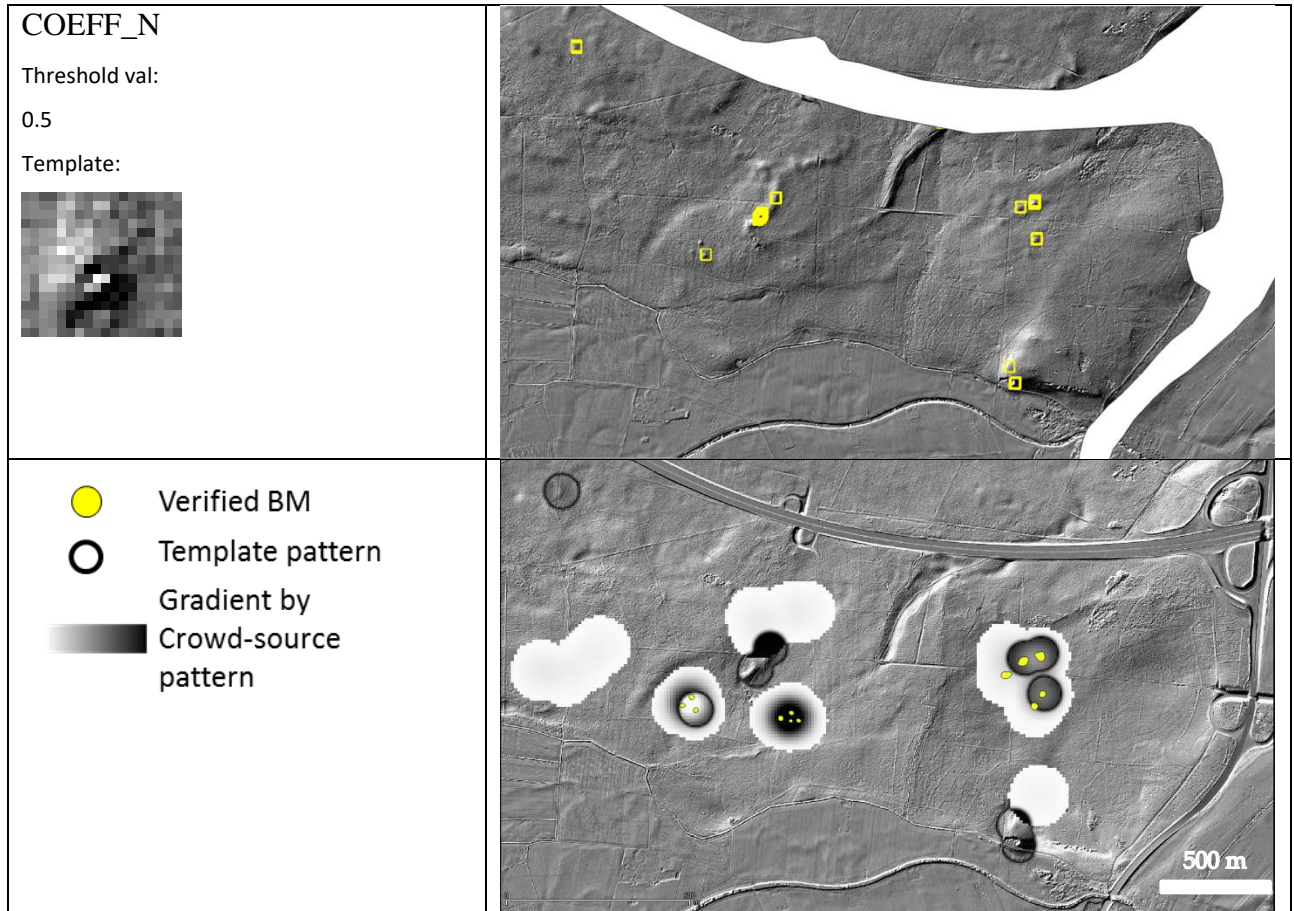 COEFF_N
Threshold val:
0.5
Template:
Verified BM
Template pattern
Gradient by
Crowd-source
pattern
500 m